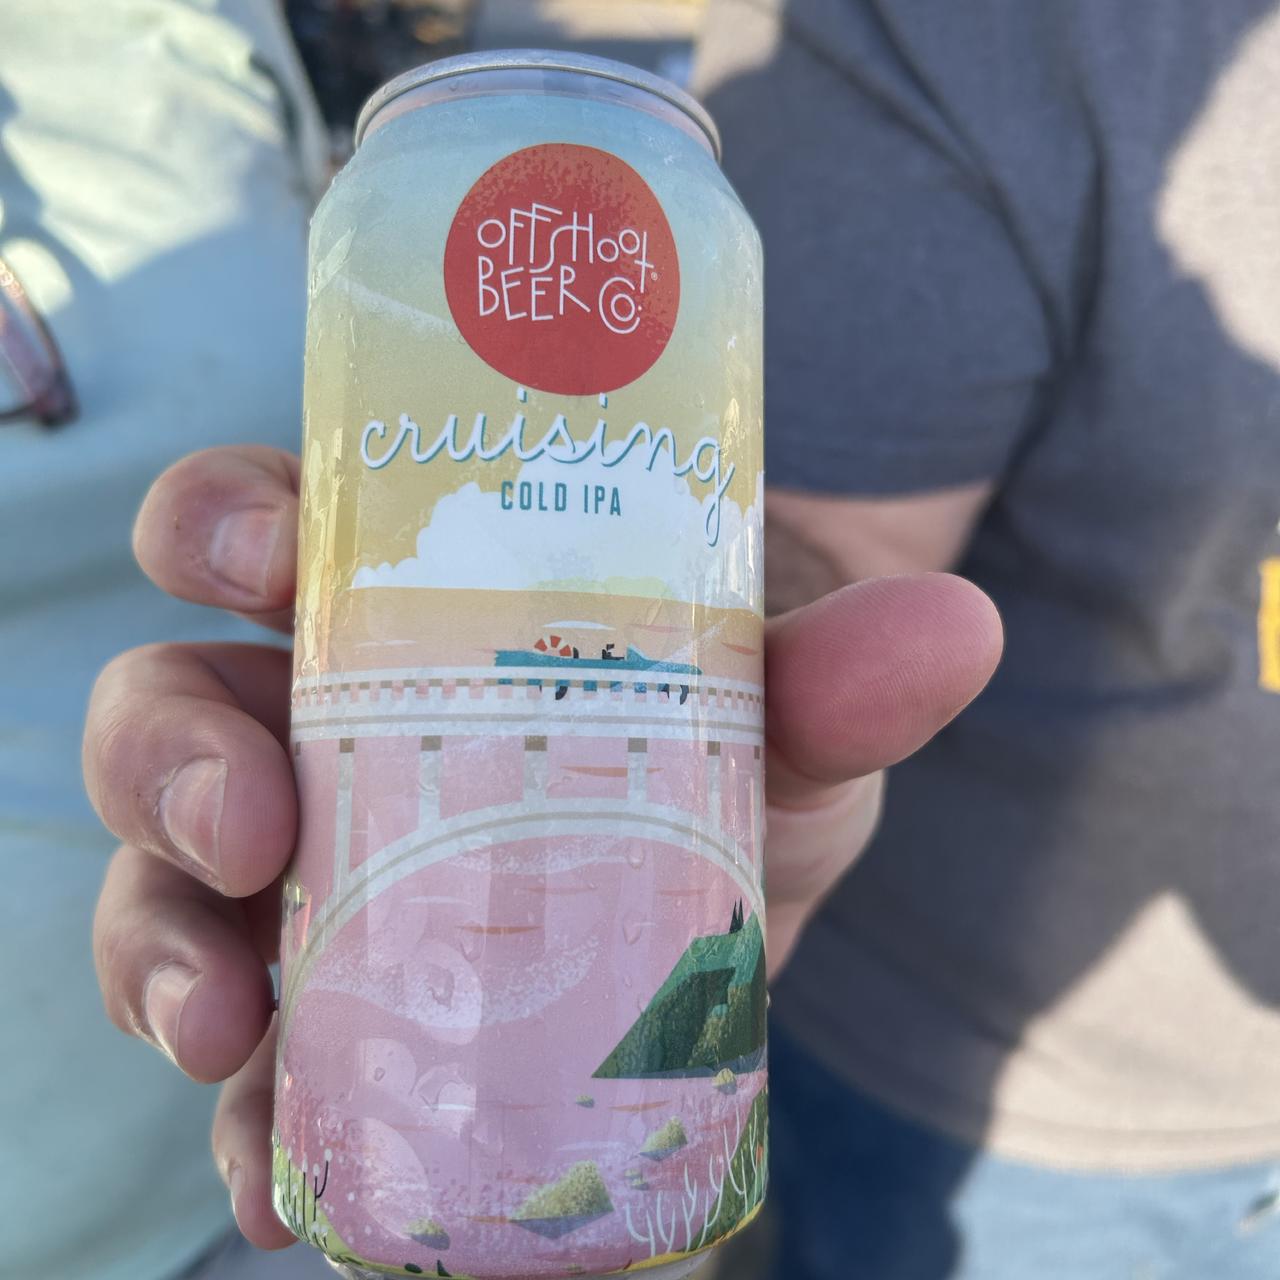 OFFSHOOT
BEER CO.®
cruising
COLD IPA